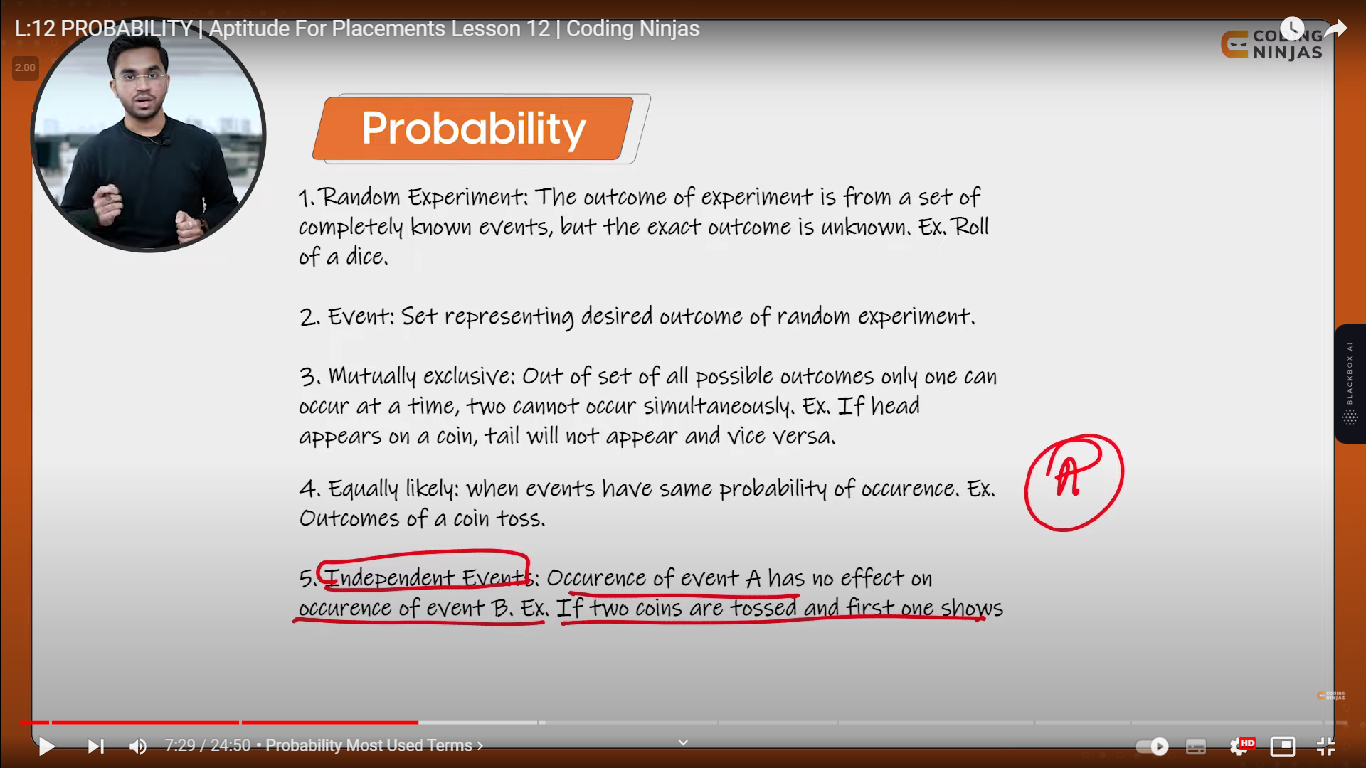 L:12 PROBABILITY | Aptitude For Placements Lesson 12 | Coding Ninjas
CODING
NINJAS
2.00
Probability
1. Random Experiment: The outcome of experiment is from a set of
completely known events, but the exact outcome is unknown. Ex. Roll
of a dice.
2. Event: Set representing desired outcome of random experiment.
3. Mutually exclusive: Out of set of all possible outcomes only one can
occur at a time, two cannot occur simultaneously. Ex. If head
appears on a coin, tail will not appear and vice versa.
4. Equally likely: when events have same probability of occurence. Ex.
Outcomes of a coin toss.
5. Independent Events: Occurence of event A has no effect on
occurence of event B. Ex. If two coins are tossed and first one shows
A
BLACKBOX AI
CODING
NINJAS
7:29 / 24:50 • Probability Most Used Terms >
HD